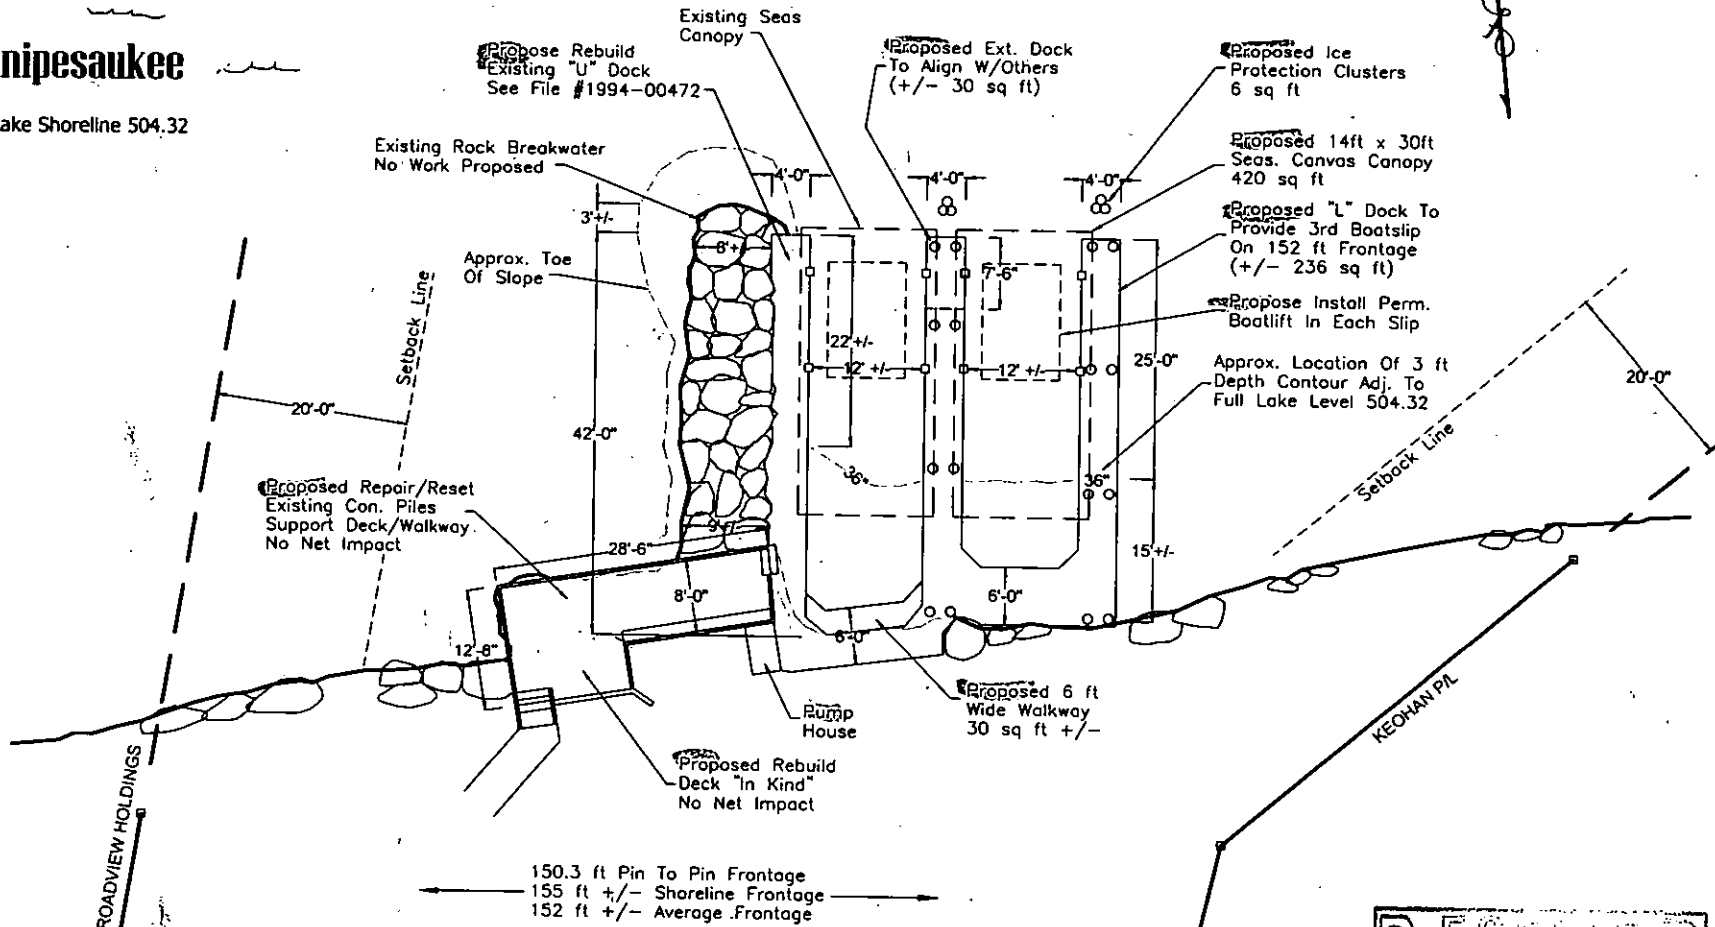 nipesaukee
ake Shoreline 504.32
Existing Seas
Canopy
Propose Rebuild
Existing "U" Dock
See File #1994-00472
Proposed Ext. Dock
To Align W/Others
(+/- 30 sq ft)
Proposed Ice
Protection Clusters
6 sq ft
Existing Rock Breakwater
No Work Proposed
Proposed 14ft x 30ft
Seas. Canvas Canopy
420 sq ft
4'-0"
4'-0"
4'-0"
3'+/-
6'+/-
Proposed "L" Dock To
Provide 3rd Boatslip
On 152 ft Frontage
(+/- 236 sq ft)
Approx. Toe
Of Slope
7'-6"
Setback Line
Propose Install Perm.
Boatlift In Each Slip
22'+/-
12' +/-
12' +/-
25'-0"
Approx. Location Of 3 ft
Depth Contour Adj. To
Full Lake Level 504.32
20'-0"
20'-0"
42'-0"
Setback Line
36"
36"
Proposed Repair/Reset
Existing Con. Piles
Support Deck/Walkway.
No Net Impact
9'+/-
28'-6"
15'+/-
8'-0"
6'-0"
6'-0"
12'-8"
Proposed 6 ft
Wide Walkway
30 sq ft +/-
Pump
House
KEOHAN P/L
Proposed Rebuild
Deck "In Kind"
No Net Impact
ROADVIEW HOLDINGS
150.3 ft Pin To Pin Frontage
155 ft +/- Shoreline Frontage
152 ft +/- Average Frontage